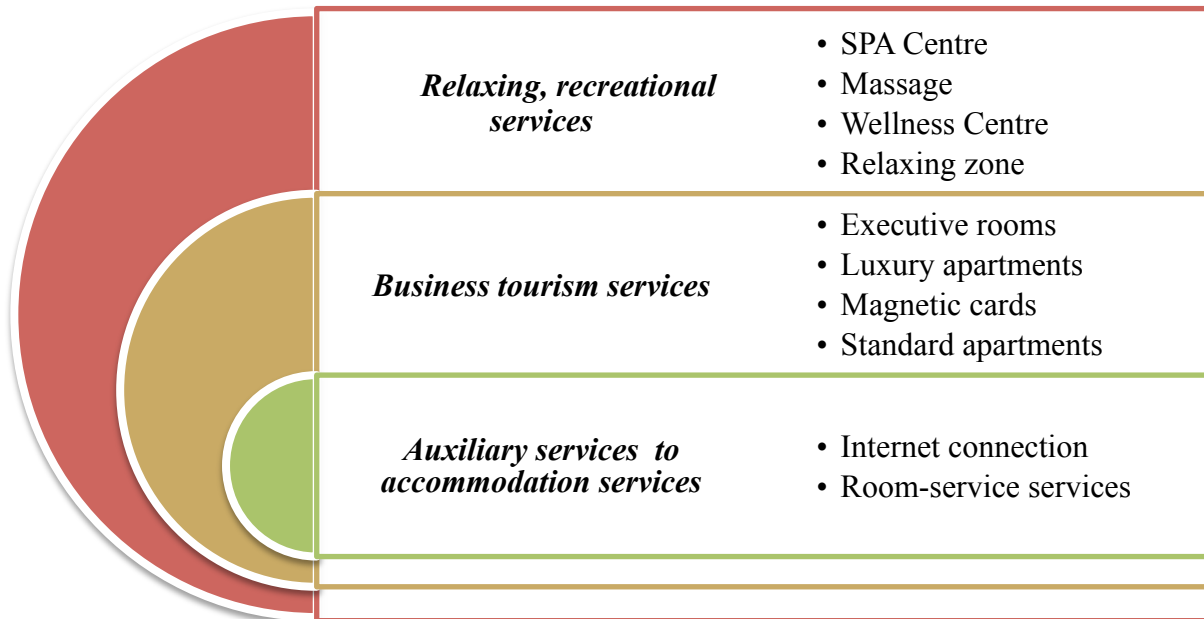 Relaxing, recreational
services
• SPA Centre
• Massage
• Wellness Centre
• Relaxing zone
Business tourism services
• Executive rooms
• Luxury apartments
• Magnetic cards
• Standard apartments
Auxiliary services to
accommodation services
• Internet connection
• Room-service services